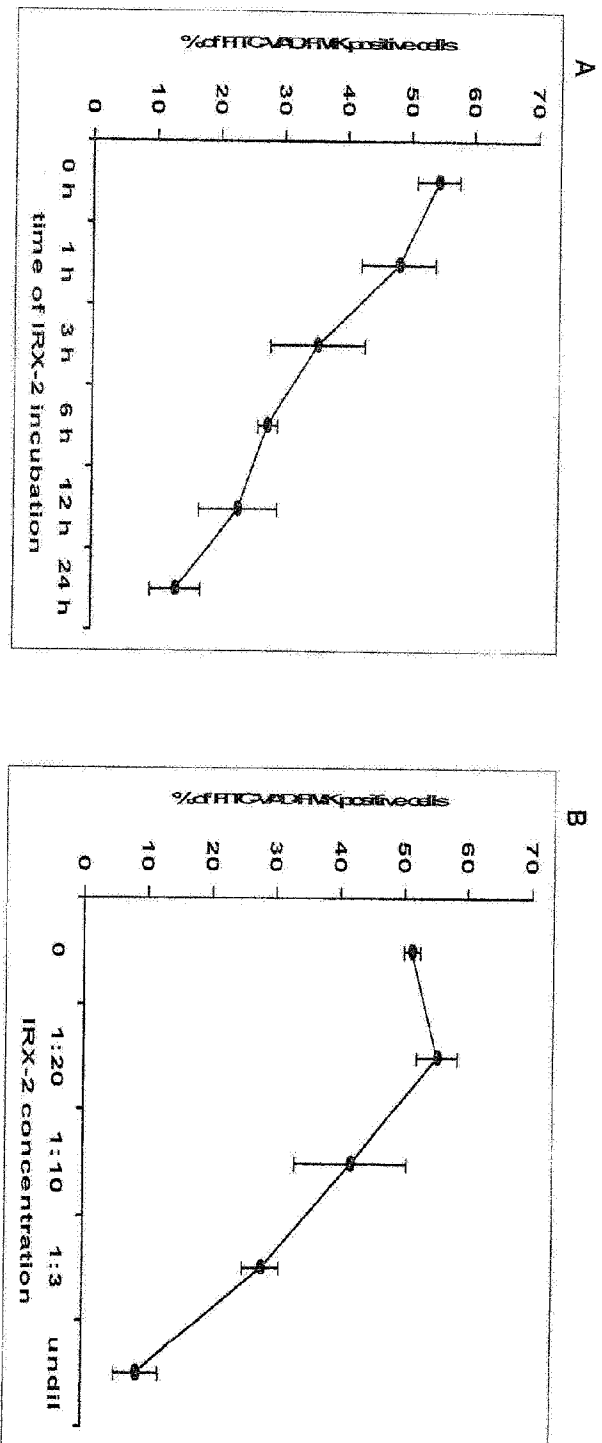 A
% of FITC-VAD-FMK positive cells
70
60
50
40
30
20
10
0
0 h 1 h 3 h 6 h 12 h 24 h
time of IRX-2 incubation
B
% of FITC-VAD-FMK positive cells
70
60
50
40
30
20
10
0
0 1:20 1:10 1:3 undil
IRX-2 concentration